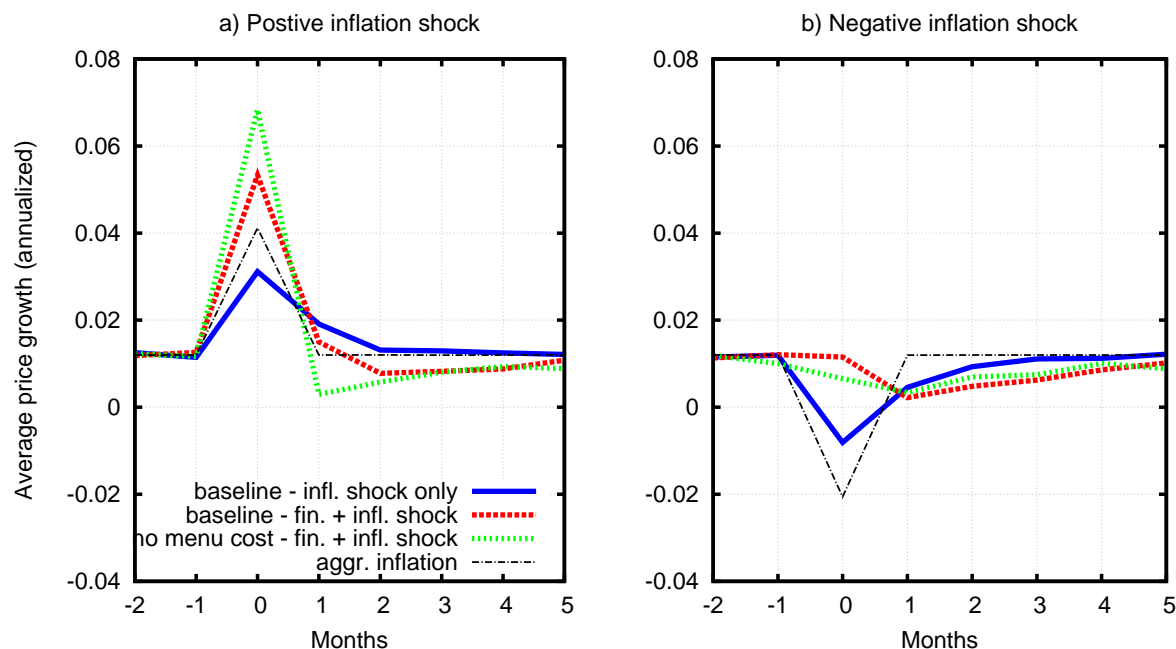 a) Postive inflation shock
b) Negative inflation shock
Average price growth (annualized)
0.08
0.06
0.04
0.02
0
-0.02
-0.04
baseline - infl. shock only
baseline - fin. + infl. shock
no menu cost - fin. + infl. shock
aggr. inflation
-2 -1 0 1 2 3 4 5
Months
0.08
0.06
0.04
0.02
0
-0.02
-0.04
-2 -1 0 1 2 3 4 5
Months